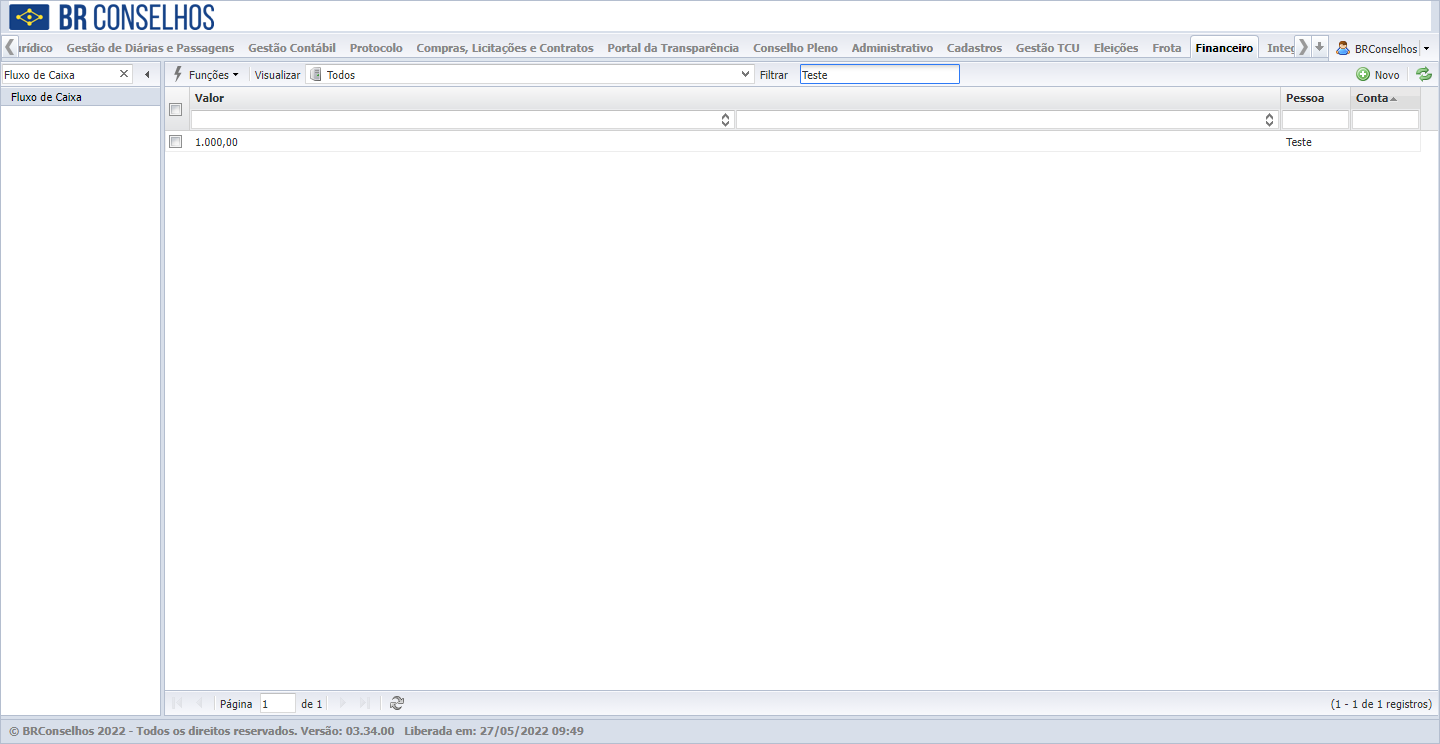 BR CONSELHOS
urídico Gestão de Diárias e Passagens Gestão Contábil Protocolo Compras, Licitações e Contratos Portal da Transparência Conselho Pleno Administrativo Cadastros Gestão TCU Eleições Frota Financeiro Integ BRConselhos
Fluxo de Caixa Funções Visualizar Todos Filtrar Teste Novo
Fluxo de Caixa
Valor Pessoa Conta
1.000,00 Teste
Página 1 de 1 (1 - 1 de 1 registros)
© BRConselhos 2022 - Todos os direitos reservados. Versão: 03.34.00 Liberada em: 27/05/2022 09:49